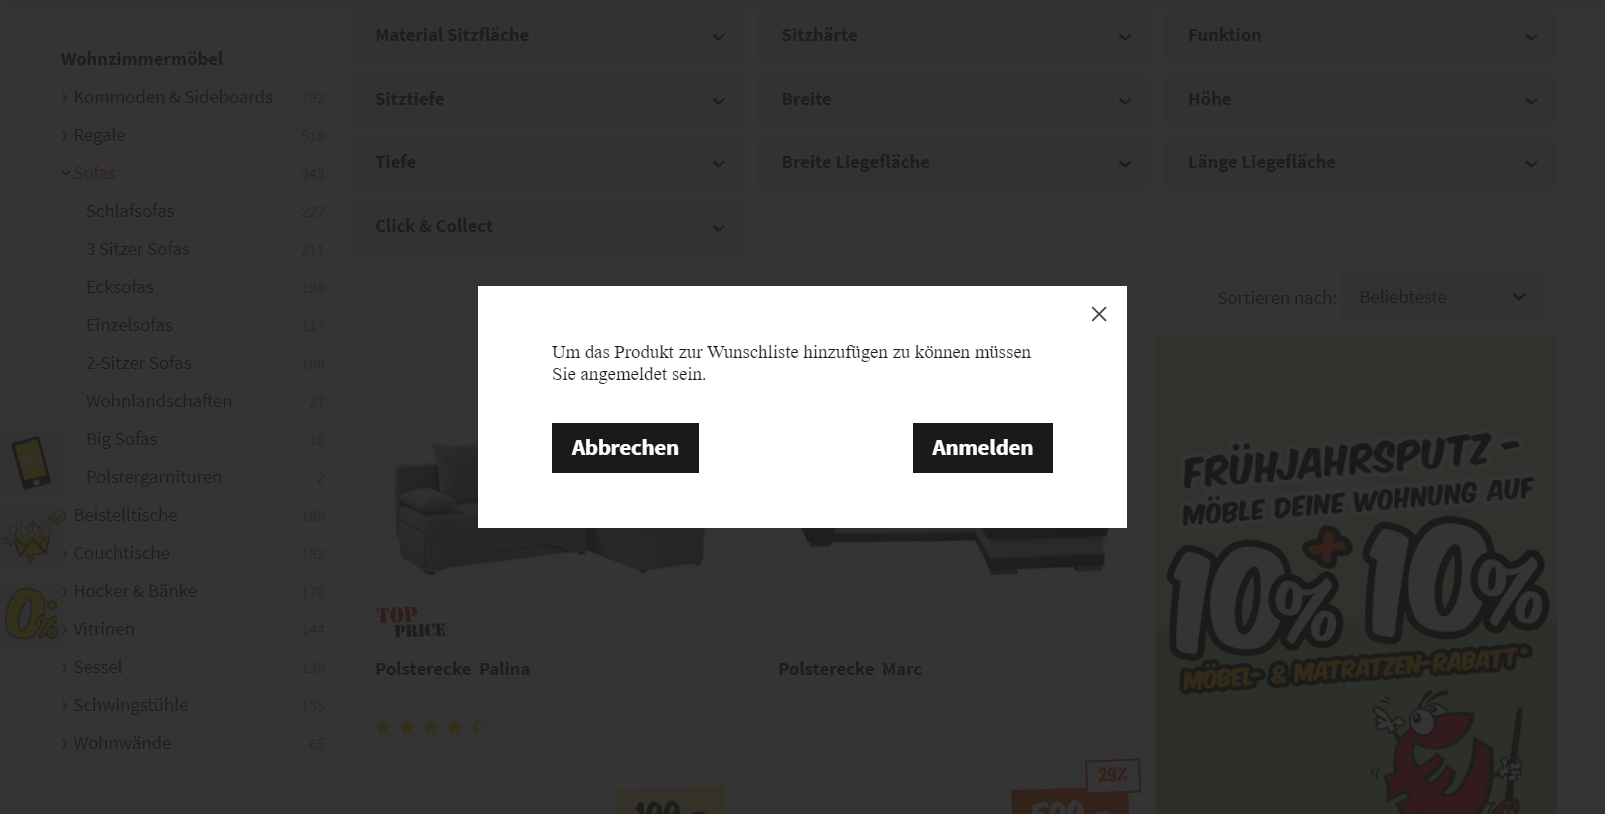 Wohnzimmermöbel
Kommoden & Sideboards 792
Regale 518
Sofas 343
Schlafsofas 227
3 Sitzer Sofas 211
Ecksofas 198
Einzelsofas 117
2-Sitzer Sofas 108
Wohnlandschaften 27
Big Sofas 10
Polstergarnituren 2
Beistelltische 185
Couchtische 182
Hocker & Bänke 170
Vitrinen 144
Sessel 135
Schwingstühle 135
Wohnwände 65
0%
Material Sitzfläche
Sitzhärte
Funktion
Sitztiefe
Breite
Höhe
Tiefe
Breite Liegefläche
Länge Liegefläche
Click & Collect
Sortieren nach: Beliebteste
Um das Produkt zur Wunschliste hinzufügen zu können müssen
Sie angemeldet sein.
Abbrechen
Anmelden
TOP
PRICE
Polsterecke Palina
Polsterecke Marc
29%
FRÜHJAHRSPUTZ -
MÖBLE DEINE WOHNUNG AUF
10% + 10%
MÖBEL- & MATRATZEN-RABATT*